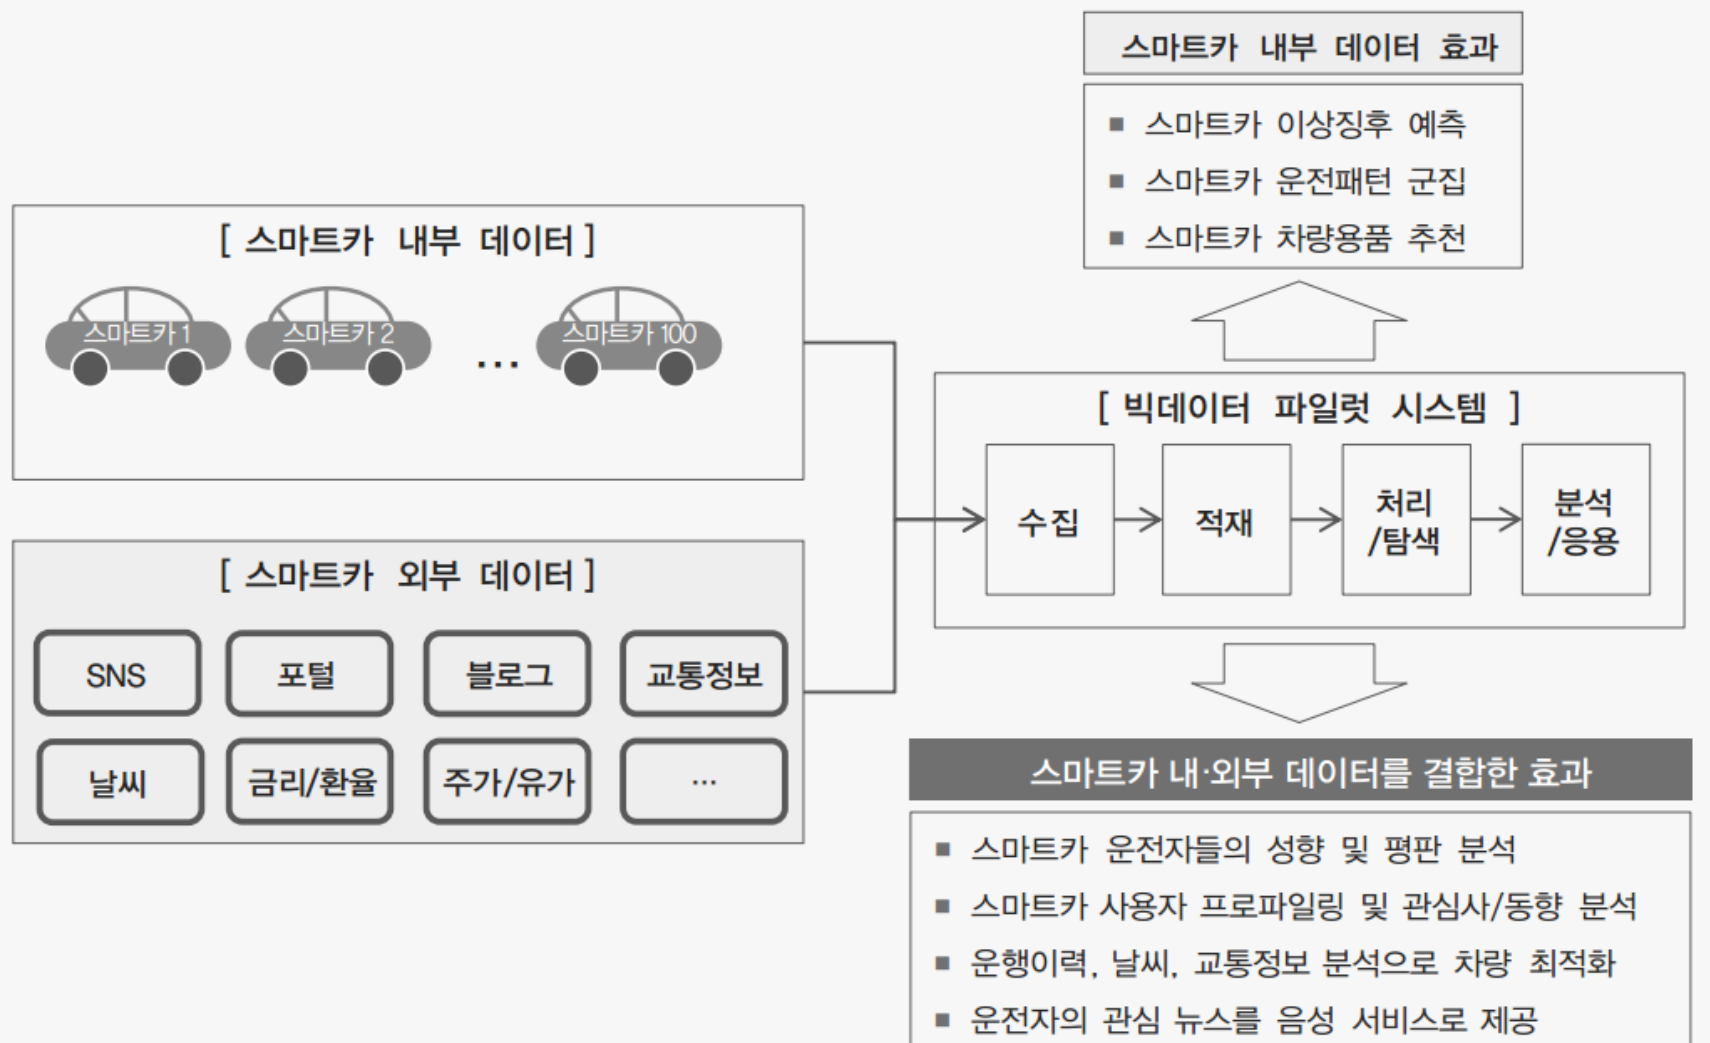 스마트카 내부 데이터 효과
■ 스마트카 이상징후 예측
■ 스마트카 운전패턴 군집
■ 스마트카 차량용품 추천
[ 스마트카 내부 데이터 ]
스마트카 1
스마트카 2
...
스마트카 100
[ 빅데이터 파일럿 시스템 ]
수집
적재
처리
/탐색
분석
/응용
[ 스마트카 외부 데이터 ]
SNS
포털
블로그
교통정보
날씨
금리/환율
주가/유가
...
스마트카 내·외부 데이터를 결합한 효과
■ 스마트카 운전자들의 성향 및 평판 분석
■ 스마트카 사용자 프로파일링 및 관심사/동향 분석
■ 운행이력, 날씨, 교통정보 분석으로 차량 최적화
■ 운전자의 관심 뉴스를 음성 서비스로 제공